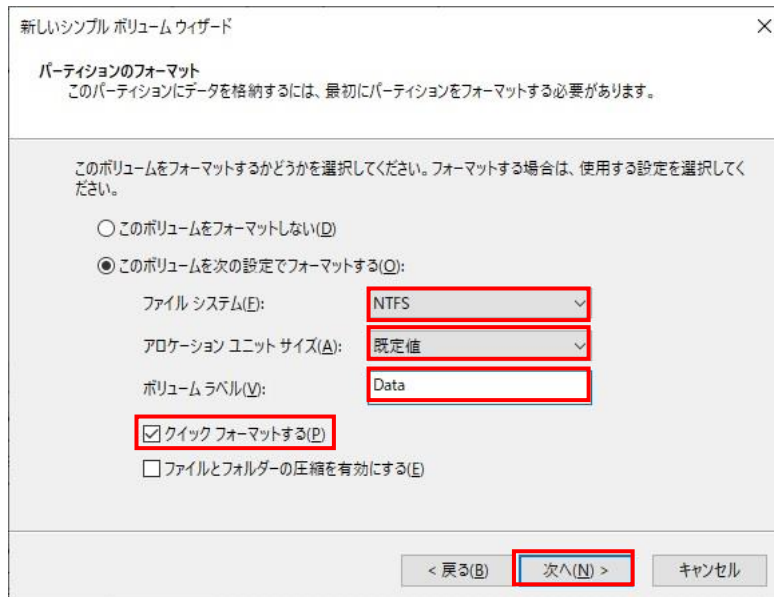 新しいシンプル ボリューム ウィザード
パーティションのフォーマット
このパーティションにデータを格納するには、最初にパーティションをフォーマットする必要があります。
このボリュームをフォーマットするかどうかを選択してください。フォーマットする場合は、使用する設定を選択してく
ださい。
このボリュームをフォーマットしない(D)
このボリュームを次の設定でフォーマットする(O):
ファイル システム(F): NTFS
アロケーション ユニット サイズ(A): 既定値
ボリューム ラベル(V): Data
クイック フォーマットする(P)
ファイルとフォルダーの圧縮を有効にする(E)
< 戻る(B) 次へ(N) > キャンセル